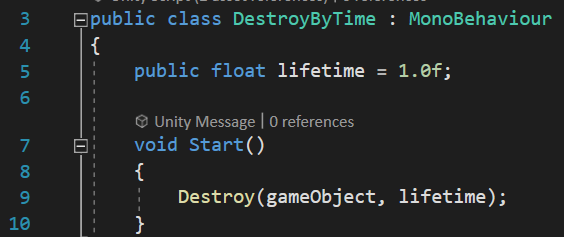 3 public class DestroyByTime : MonoBehaviour
4 {
5 public float lifetime = 1.0f;
6
Unity Message | 0 references
7 void Start()
8 {
9 Destroy(gameObject, lifetime);
10 }